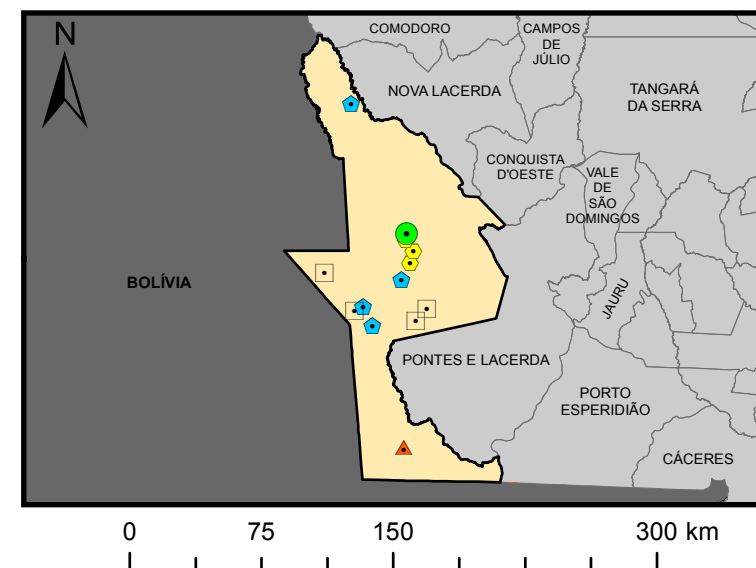 N
COMODORO
CAMPOS
DE
JÚLIO
NOVA LACERDA
TANGARÁ
DA SERRA
CONQUISTA
D'OESTE
VALE
DE
SÃO
DOMINGOS
BOLÍVIA
JAURU
PONTES E LACERDA
PORTO
ESPERIDIÃO
CÁCERES
0 75 150 300 km